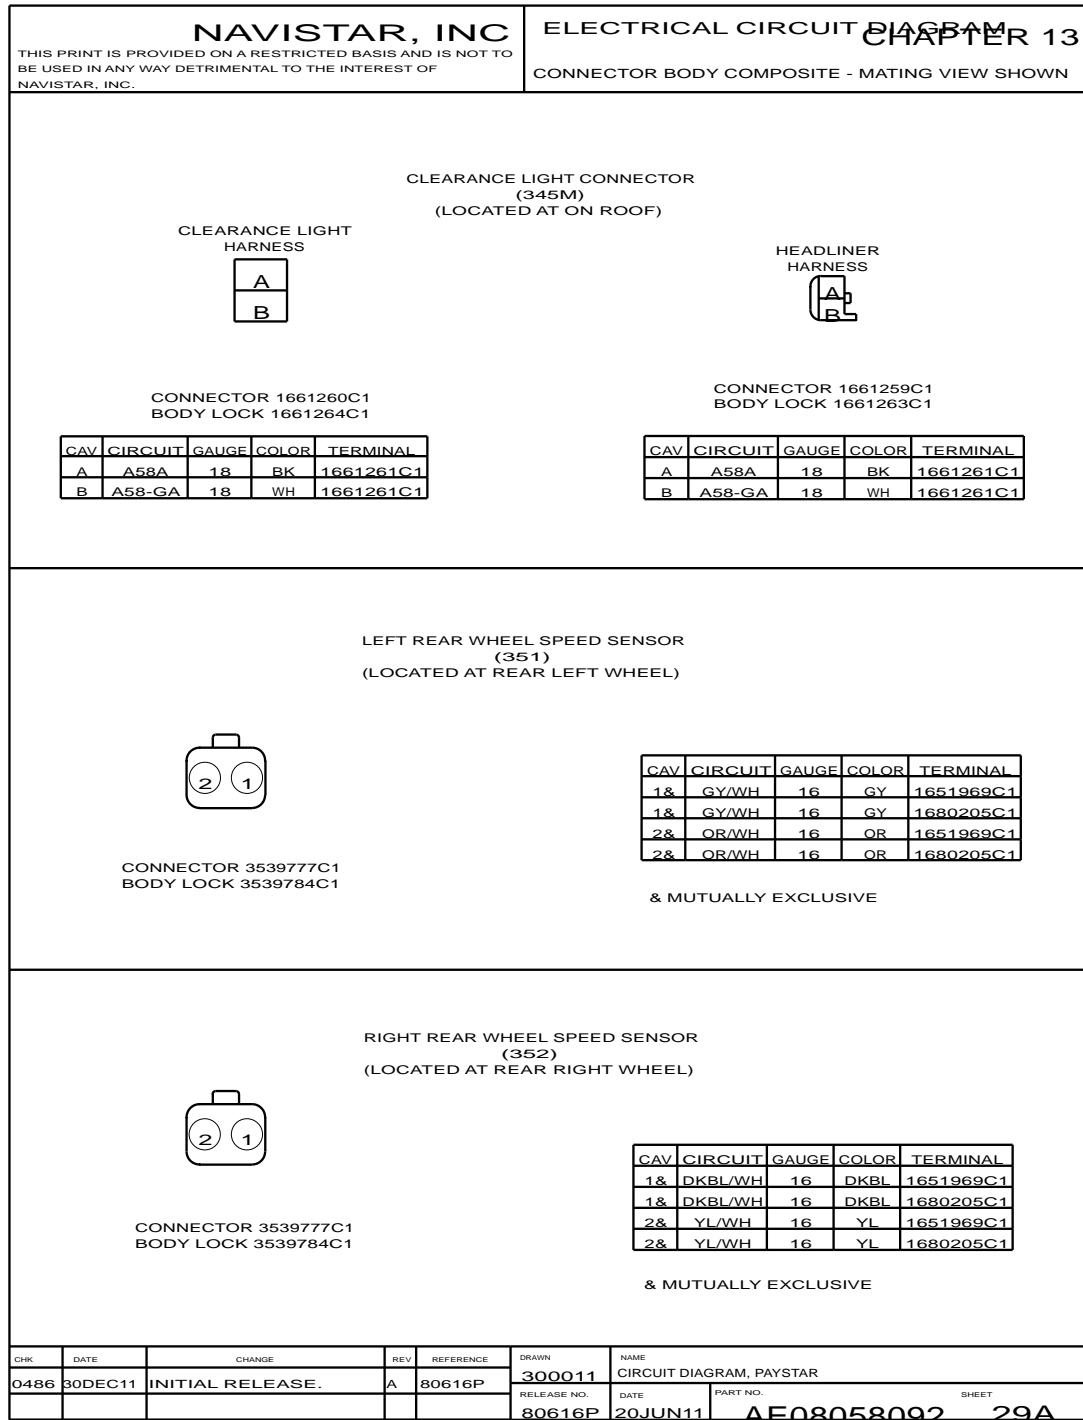 NAVISTAR, INC
THIS PRINT IS PROVIDED ON A RESTRICTED BASIS AND IS NOT TO
BE USED IN ANY WAY DETRIMENTAL TO THE INTEREST OF
NAVISTAR, INC.
ELECTRICAL CIRCUIT DIAGRAM
CHAPTER 13
CONNECTOR BODY COMPOSITE - MATING VIEW SHOWN
CLEARANCE LIGHT CONNECTOR
(345M)
(LOCATED AT ON ROOF)
CLEARANCE LIGHT
HARNESS
A
B
CONNECTOR 1661260C1
BODY LOCK 1661264C1
CAV CIRCUIT GAUGE COLOR TERMINAL
A A58A 18 BK 1661261C1
B A58-GA 18 WH 1661261C1
HEADLINER
HARNESS
A
B
CONNECTOR 1661259C1
BODY LOCK 1661263C1
CAV CIRCUIT GAUGE COLOR TERMINAL
A A58A 18 BK 1661261C1
B A58-GA 18 WH 1661261C1
LEFT REAR WHEEL SPEED SENSOR
(351)
(LOCATED AT REAR LEFT WHEEL)
2 1
CONNECTOR 3539777C1
BODY LOCK 3539784C1
CAV CIRCUIT GAUGE COLOR TERMINAL
1& GY/WH 16 GY 1651969C1
1& GY/WH 16 GY 1680205C1
2& OR/WH 16 OR 1651969C1
2& OR/WH 16 OR 1680205C1
& MUTUALLY EXCLUSIVE
RIGHT REAR WHEEL SPEED SENSOR
(352)
(LOCATED AT REAR RIGHT WHEEL)
2 1
CONNECTOR 3539777C1
BODY LOCK 3539784C1
CAV CIRCUIT GAUGE COLOR TERMINAL
1& DKBL/WH 16 DKBL 1651969C1
1& DKBL/WH 16 DKBL 1680205C1
2& YL/WH 16 YL 1651969C1
2& YL/WH 16 YL 1680205C1
& MUTUALLY EXCLUSIVE
CHK DATE CHANGE REV REFERENCE
0486 30DEC11 INITIAL RELEASE. A 80616P
DRAWN
300011
NAME
CIRCUIT DIAGRAM, PAYSTAR
RELEASE NO.
80616P
DATE
20JUN11
PART NO.
AE08058092
SHEET
29A